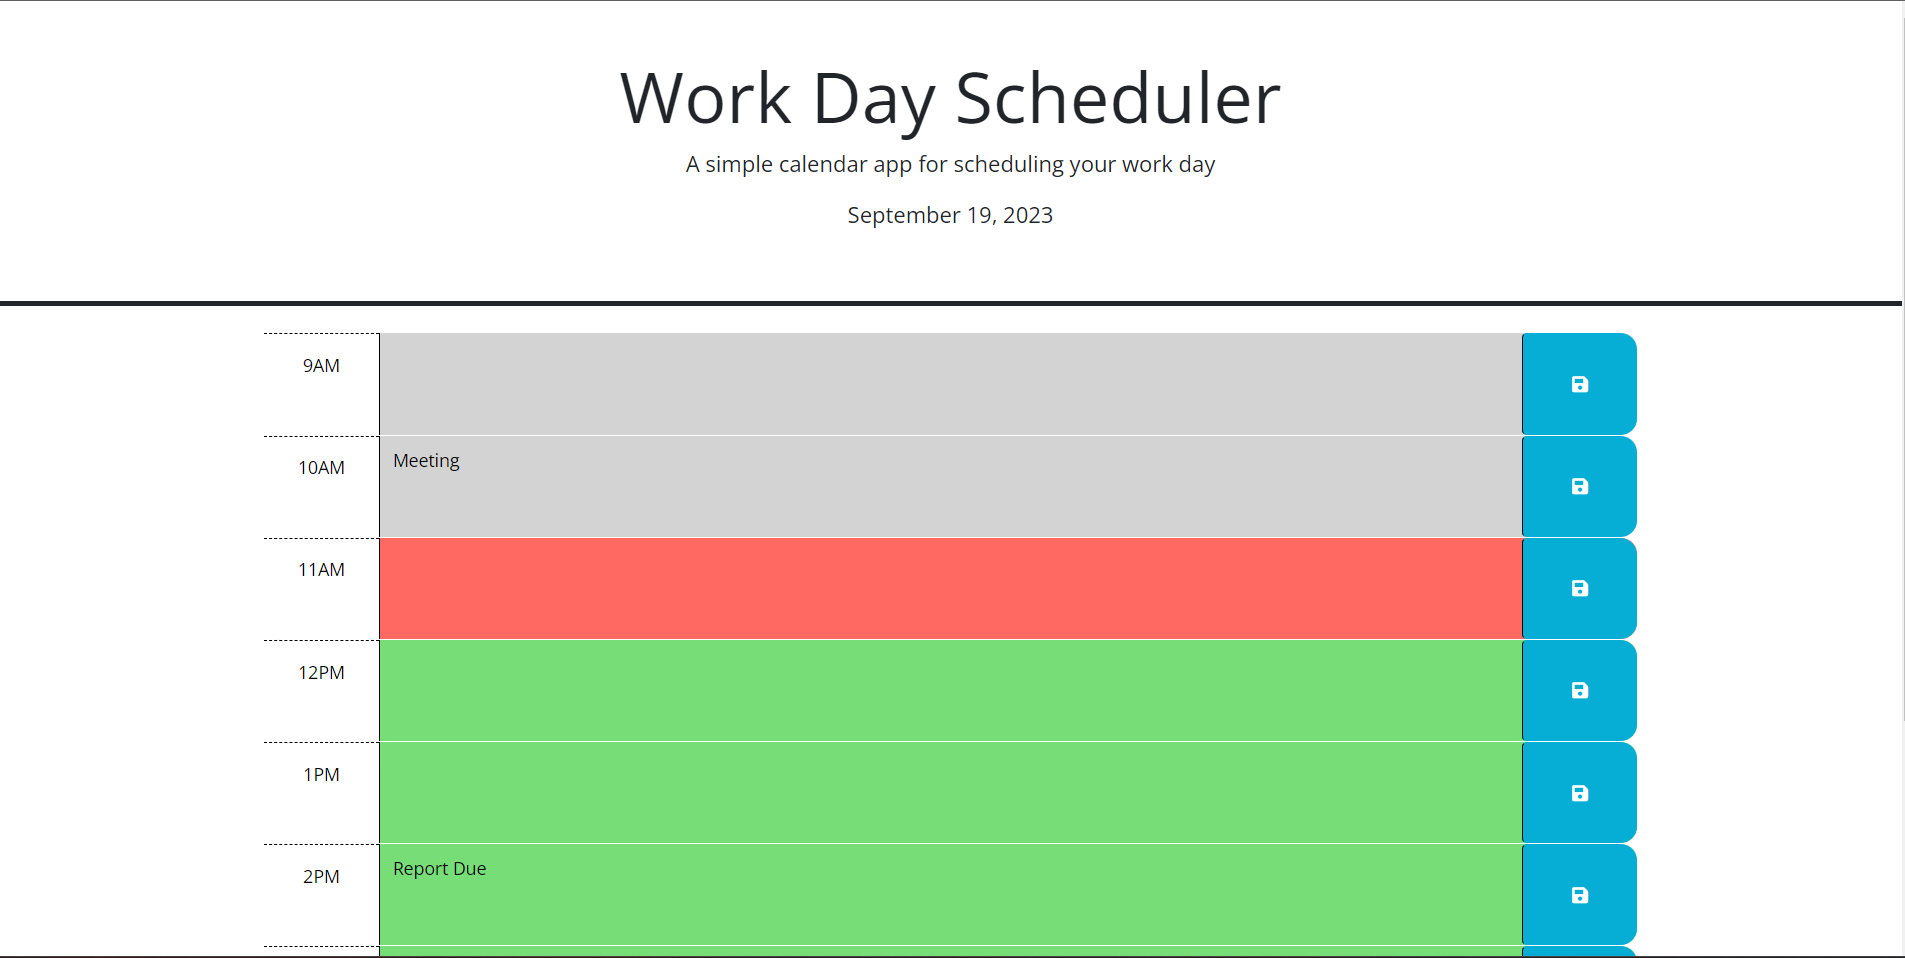 Work Day Scheduler
A simple calendar app for scheduling your work day
September 19, 2023
9AM
10AM
Meeting
11AM
12PM
1PM
2PM
Report Due